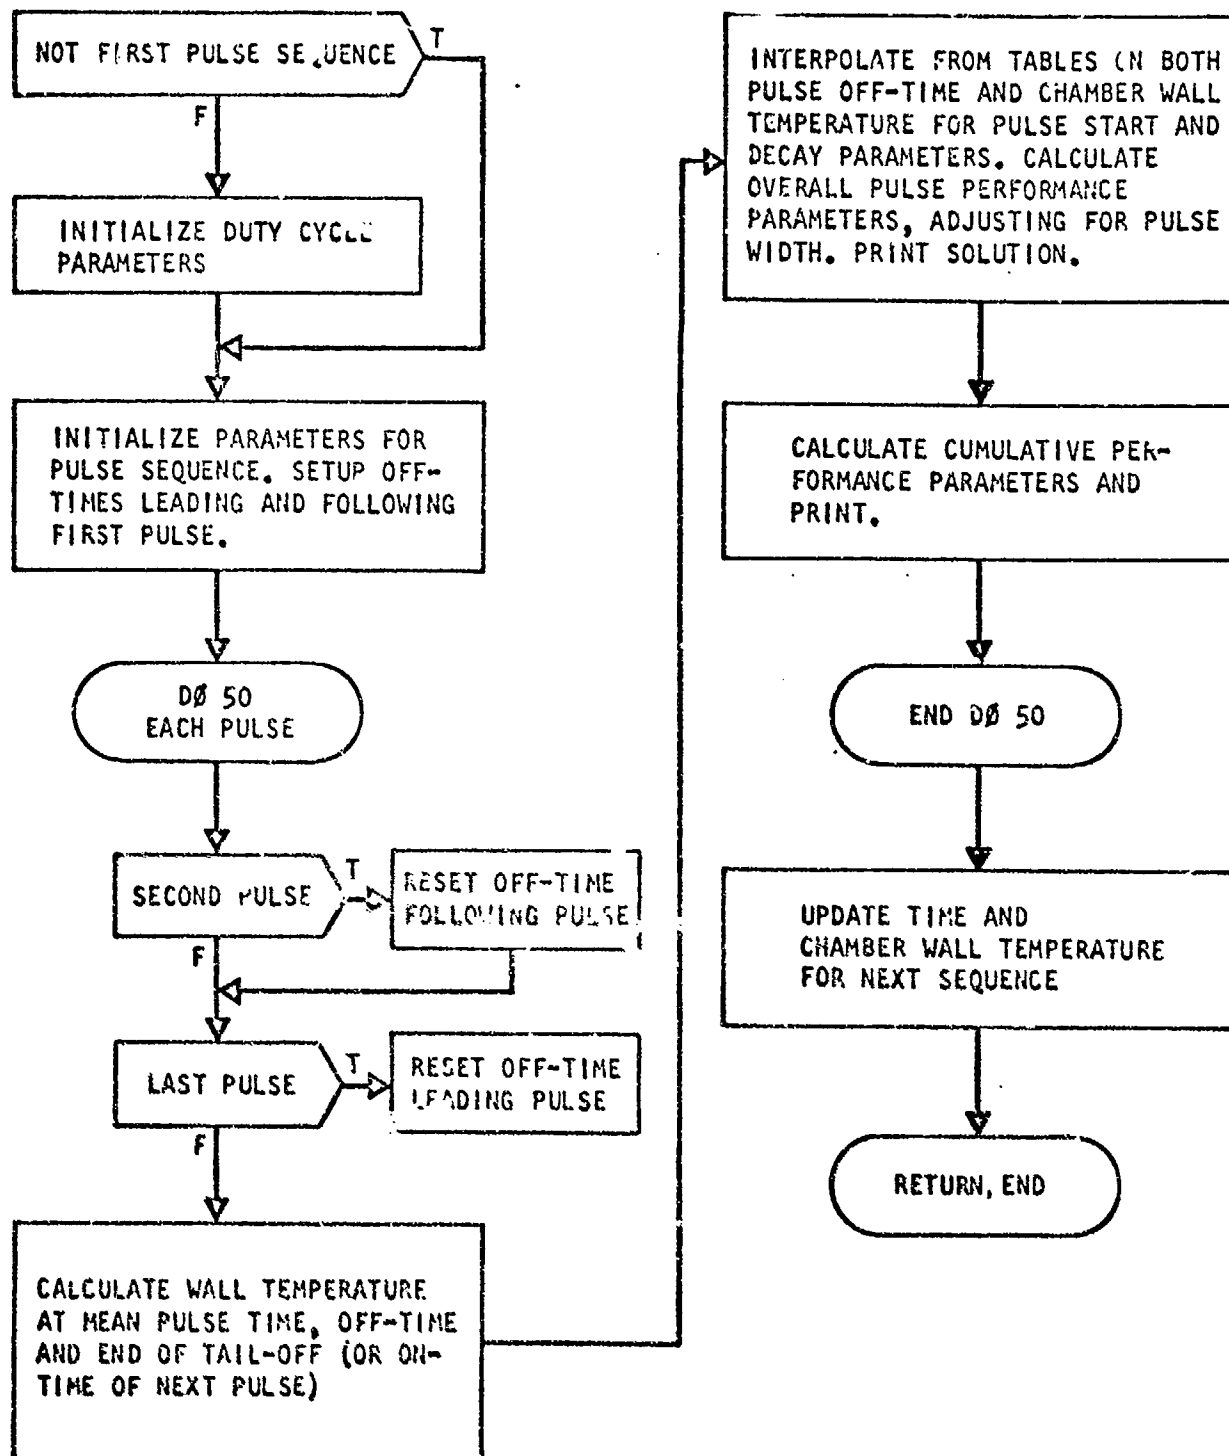 NOT FIRST PULSE SEQUENCE
T
F
INITIALIZE DUTY CYCLE
PARAMETERS
INITIALIZE PARAMETERS FOR
PULSE SEQUENCE. SETUP OFF-
TIMES LEADING AND FOLLOWING
FIRST PULSE.
DØ 50
EACH PULSE
SECOND PULSE
T
RESET OFF-TIME
FOLLOWING PULSE
F
LAST PULSE
T
RESET OFF-TIME
LEADING PULSE
F
CALCULATE WALL TEMPERATURE
AT MEAN PULSE TIME, OFF-TIME
AND END OF TAIL-OFF (OR ON-
TIME OF NEXT PULSE)
INTERPOLATE FROM TABLES ON BOTH
PULSE OFF-TIME AND CHAMBER WALL
TEMPERATURE FOR PULSE START AND
DECAY PARAMETERS. CALCULATE
OVERALL PULSE PERFORMANCE
PARAMETERS, ADJUSTING FOR PULSE
WIDTH. PRINT SOLUTION.
CALCULATE CUMULATIVE PER-
FORMANCE PARAMETERS AND
PRINT.
END DØ 50
UPDATE TIME AND
CHAMBER WALL TEMPERATURE
FOR NEXT SEQUENCE
RETURN, END